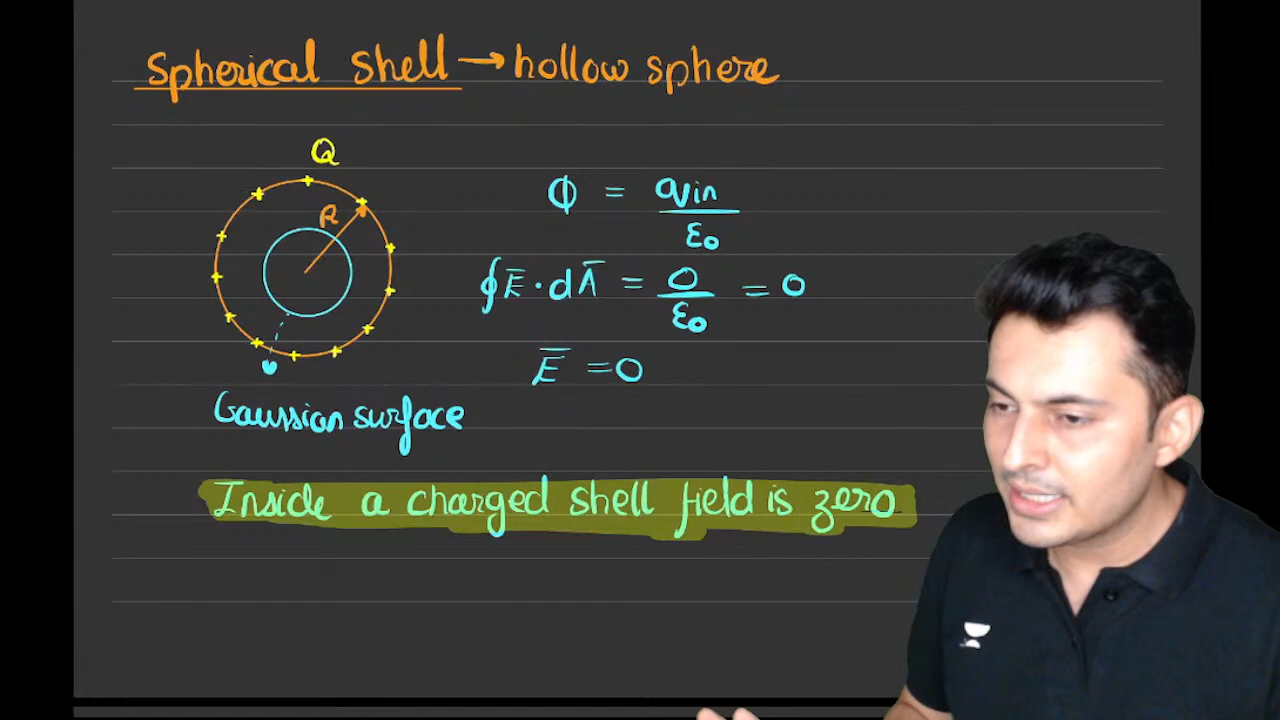 Spherical shell → hollow sphere
Q
R
Φ = qin/ε0
∮E̅·dA̅ = 0/ε0 = 0
E̅ = 0
Gaussian surface
Inside a charged shell field is zero